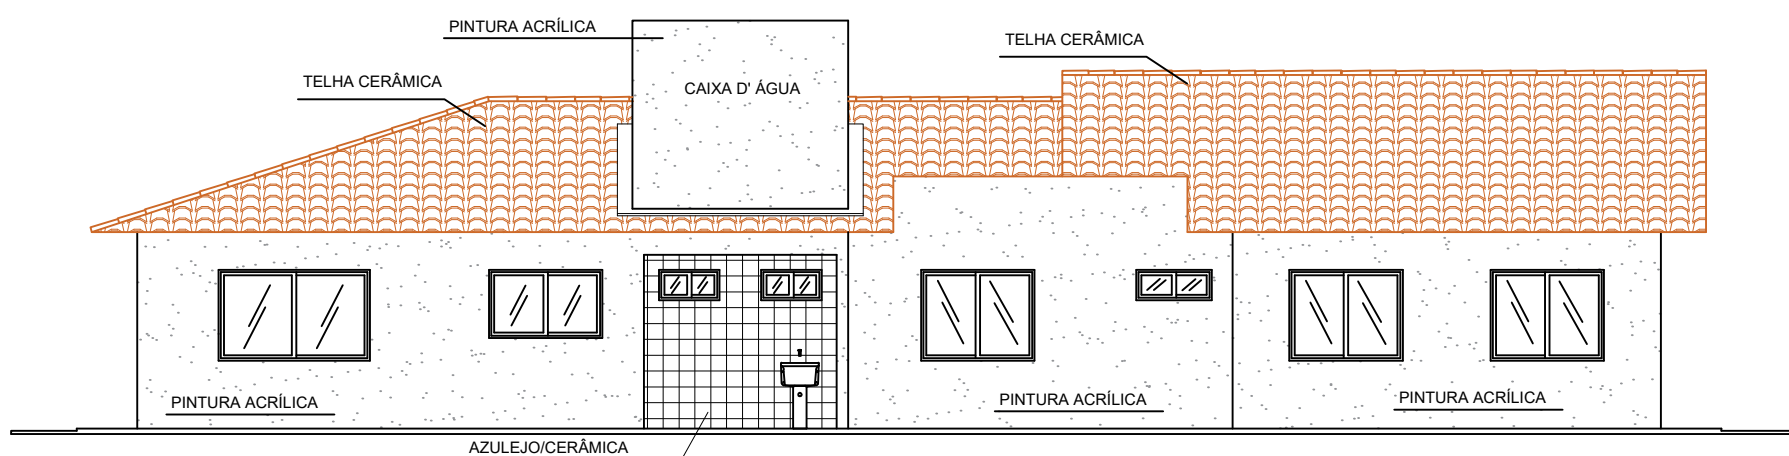 PINTURA ACRÍLICA
TELHA CERÂMICA
TELHA CERÂMICA
CAIXA D' ÁGUA
PINTURA ACRÍLICA
PINTURA ACRÍLICA
PINTURA ACRÍLICA
AZULEJO/CERÂMICA